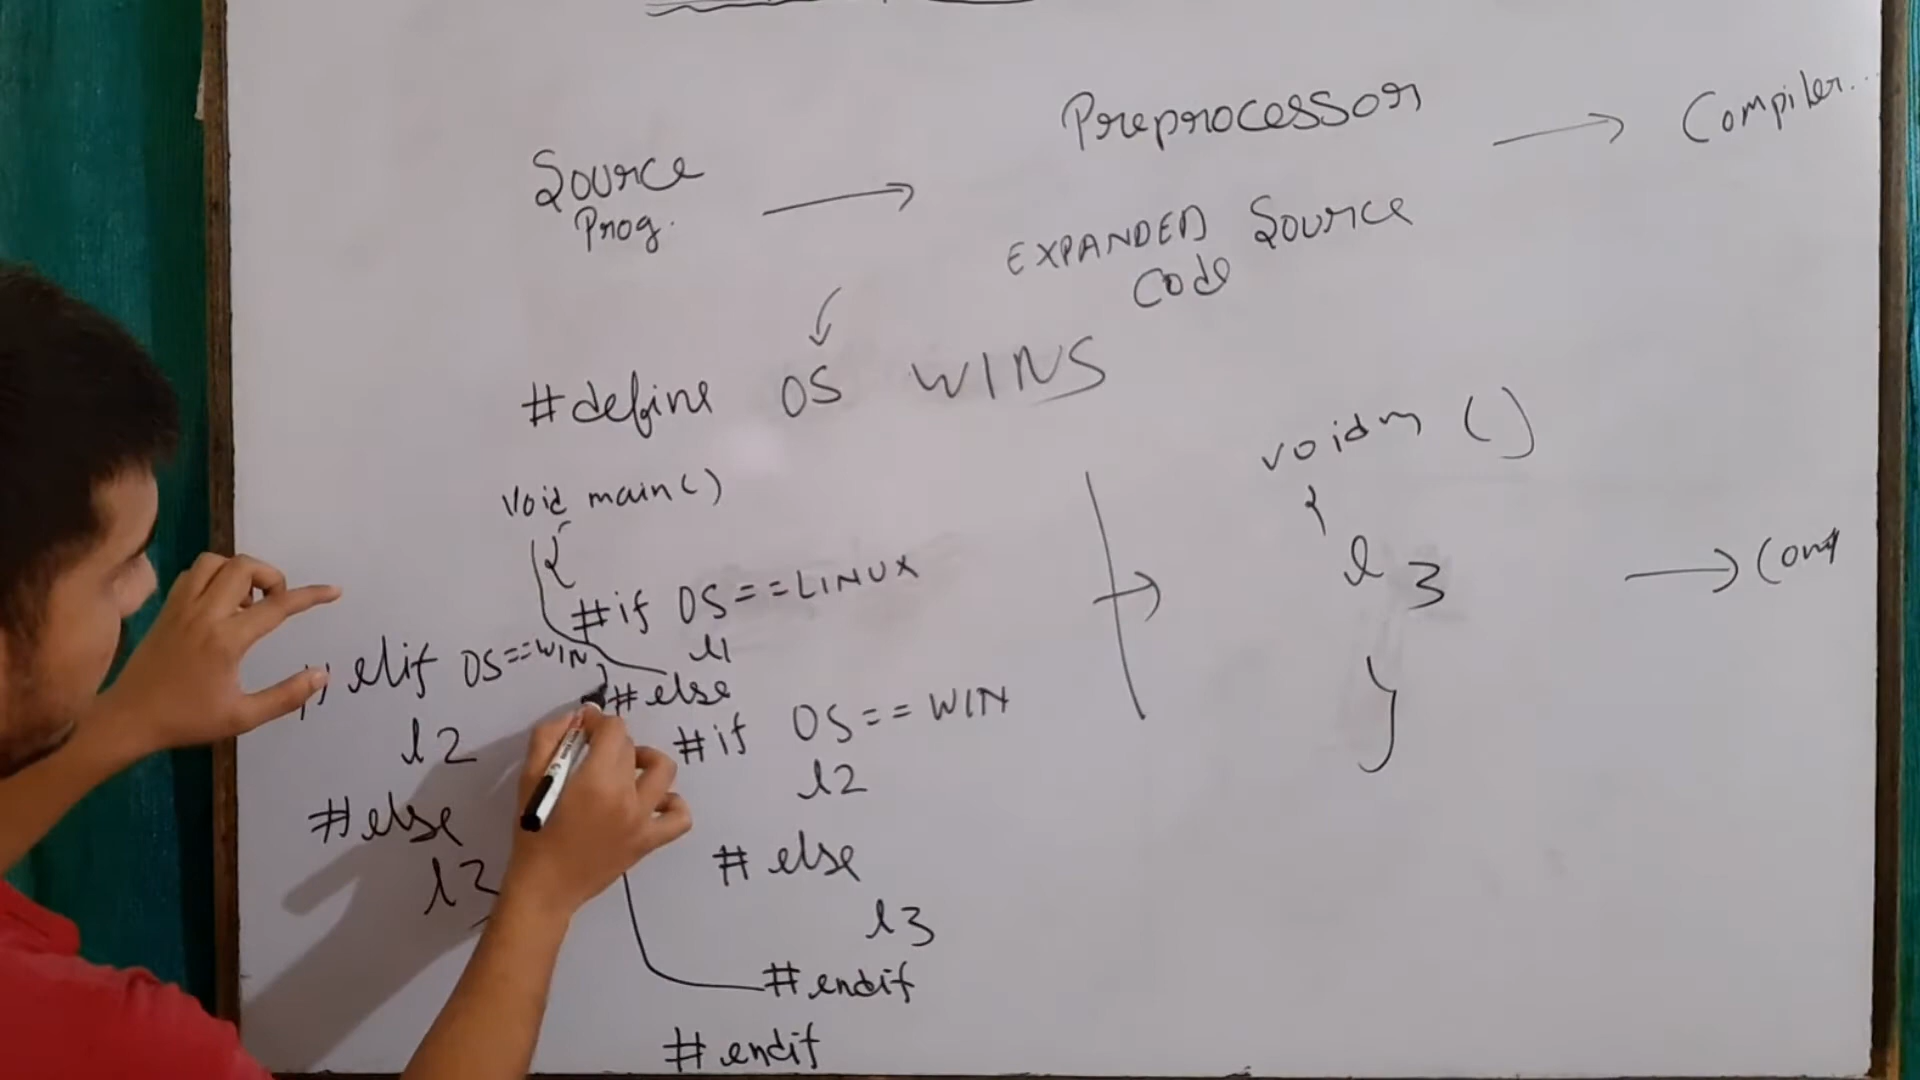 Source
Prog.
Preprocessor
Compiler..
EXPANDED Source
Code
#define OS WINS
void main()
{
#if OS==LINUX
l1
#else
#if OS==WIN
l2
#else
l3
#endif
#endif
# elif OS==WIN
l2
#else
l3
void m ()
{
l3
}